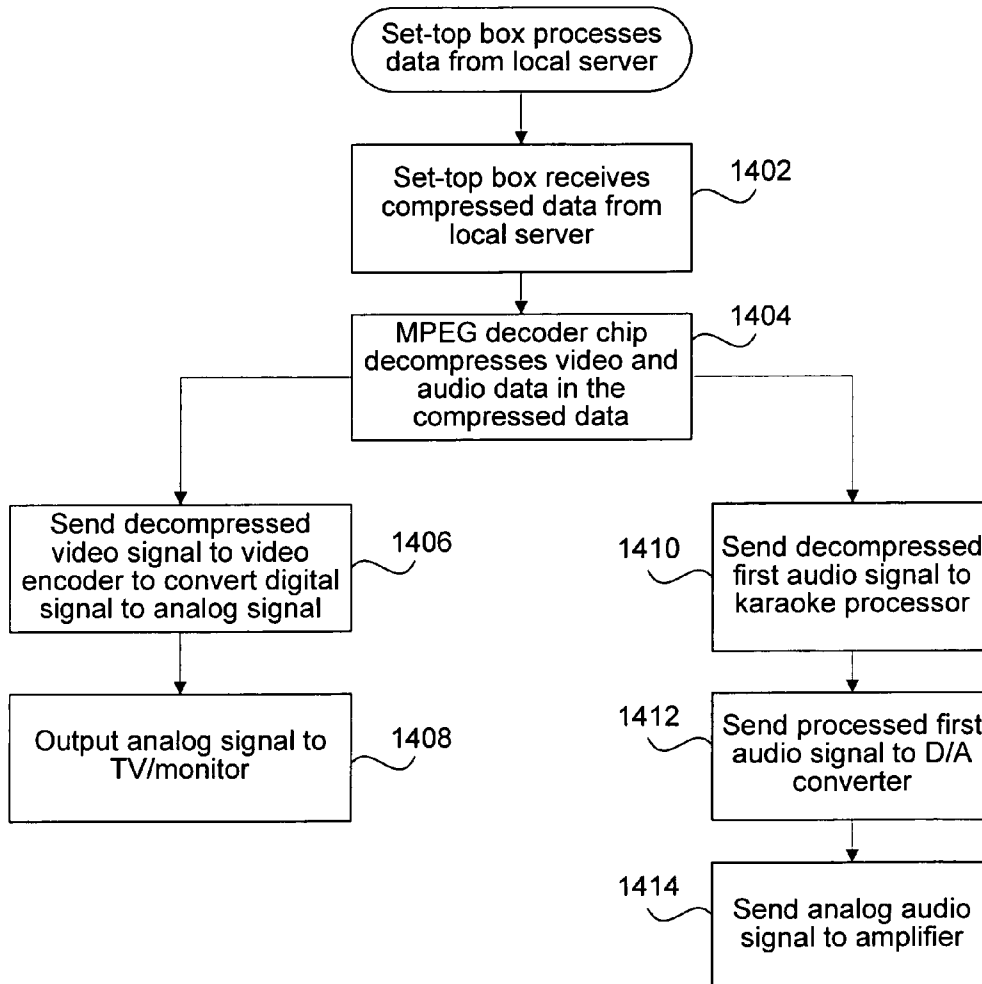 Set-top box processes
data from local server
1402
Set-top box receives
compressed data from
local server
1404
MPEG decoder chip
decompresses video and
audio data in the
compressed data
Send decompressed
video signal to video
encoder to convert digital
signal to analog signal
1406
1410
Send decompressed
first audio signal to
karaoke processor
Output analog signal to
TV/monitor
1408
1412
Send processed first
audio signal to D/A
converter
1414
Send analog audio
signal to amplifier